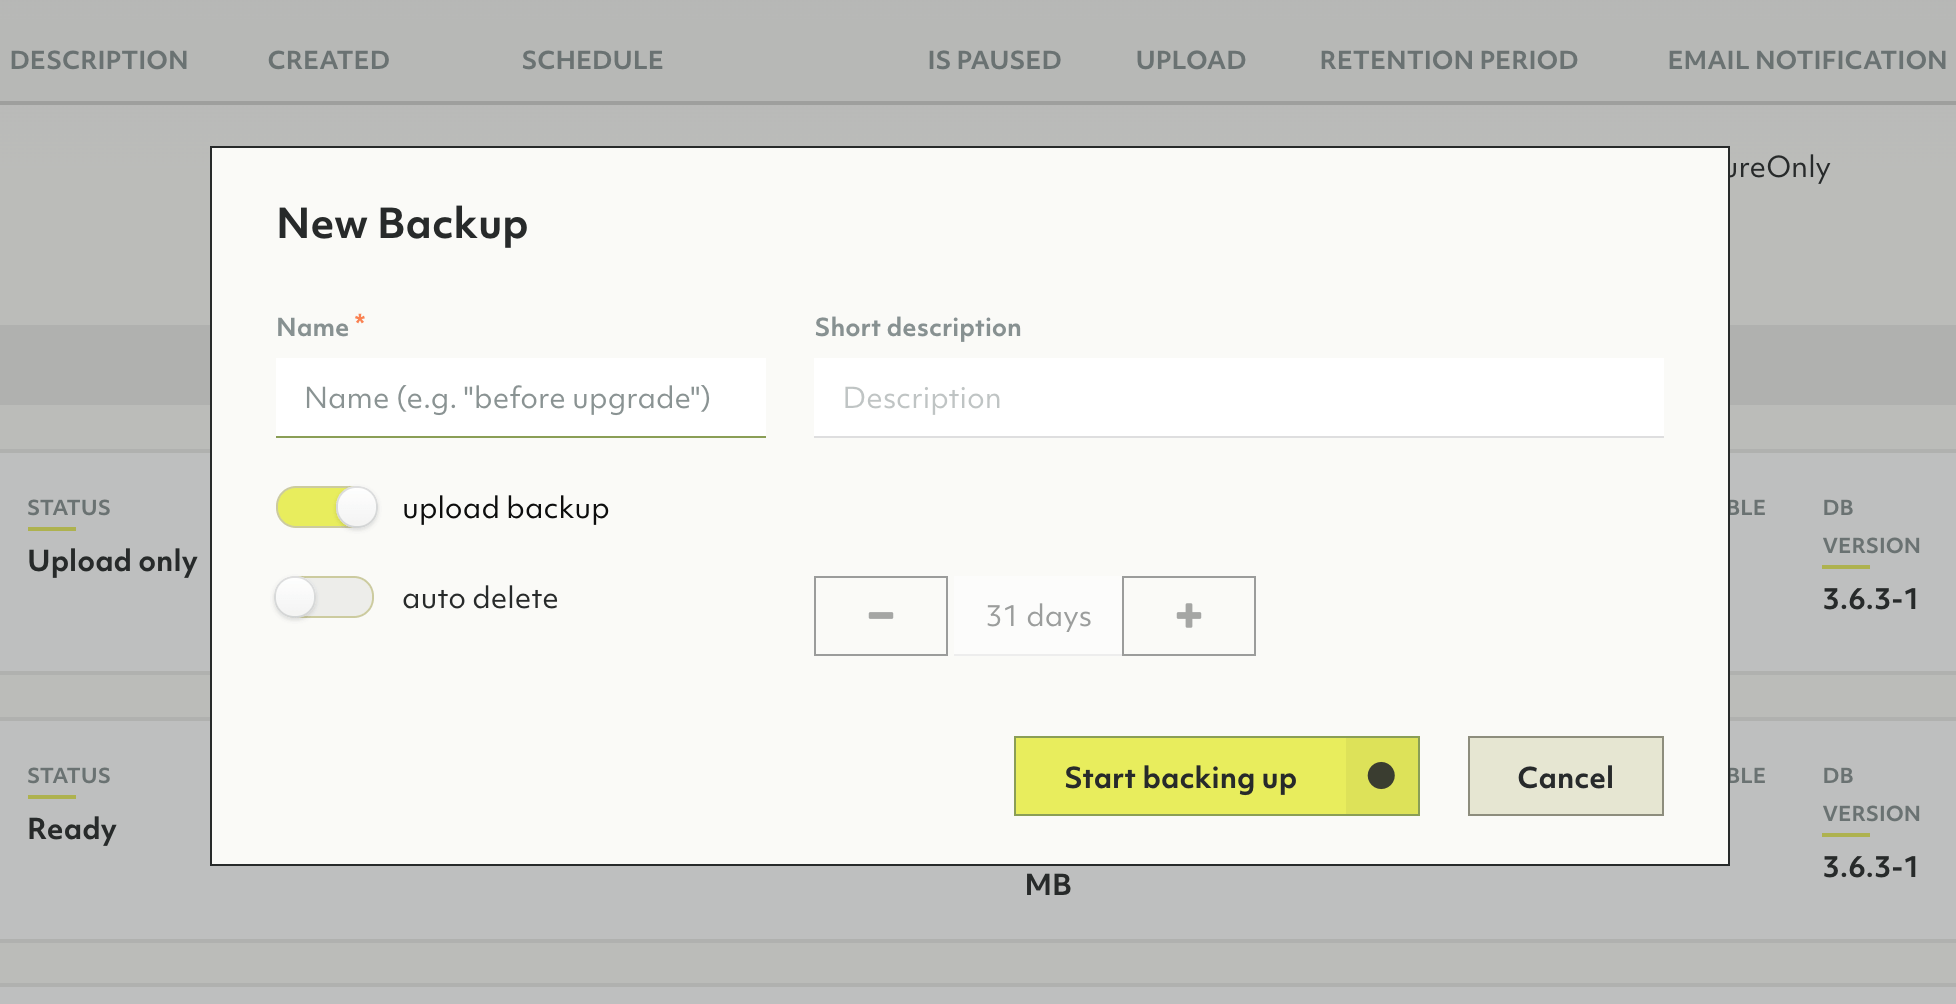 DESCRIPTION CREATED SCHEDULE IS PAUSED UPLOAD RETENTION PERIOD EMAIL NOTIFICATION
ureOnly
New Backup
Name * Short description
Name (e.g. "before upgrade") Description
upload backup
auto delete
31 days
Start backing up Cancel
STATUS BLE DB
VERSION
Upload only
3.6.3-1
STATUS BLE DB
VERSION
Ready
3.6.3-1
MB